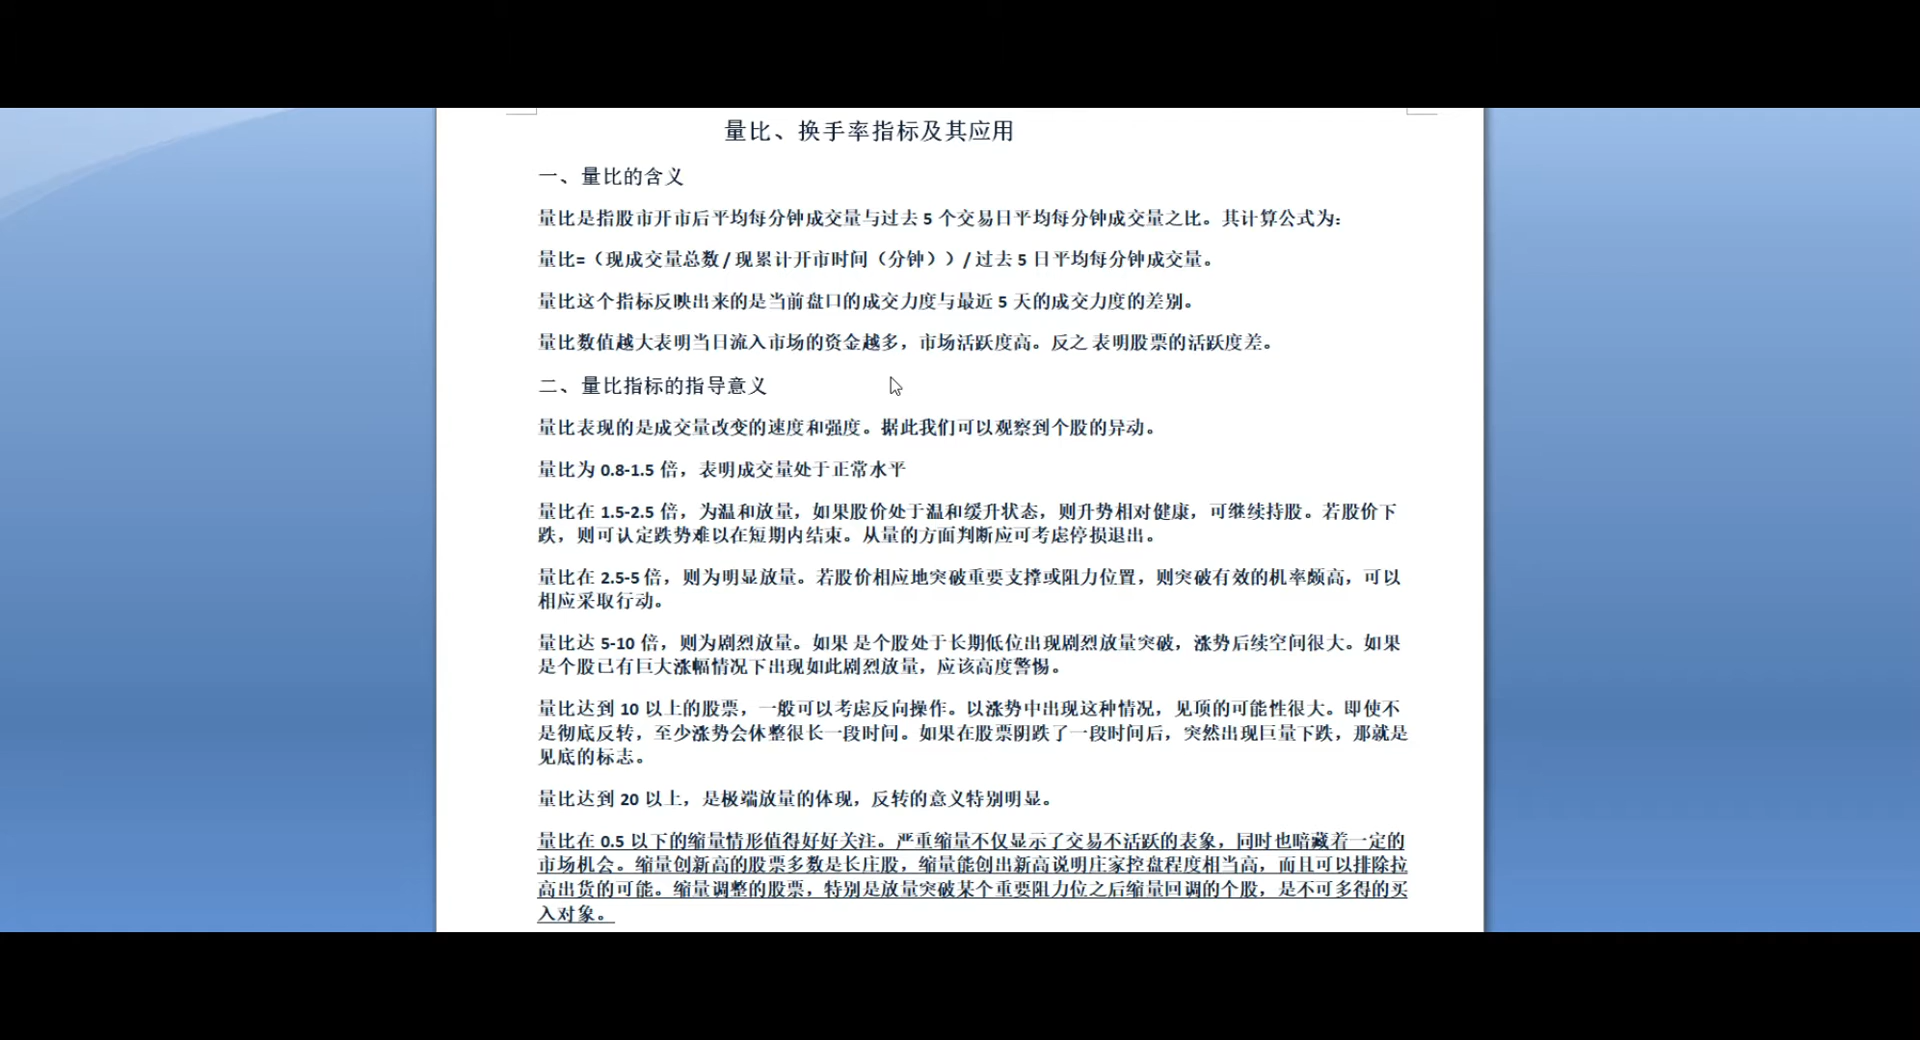 量比、换手率指标及其应用
一、量比的含义
量比是指股市开市后平均每分钟成交量与过去 5 个交易日平均每分钟成交量之比。其计算公式为：
量比=（现成交量总数 / 现累计开市时间（分钟））/ 过去 5 日平均每分钟成交量。
量比这个指标反映出来的是当前盘口的成交力度与最近 5 天的成交力度的差别。
量比数值越大表明当日流入市场的资金越多，市场活跃度高。反之 表明股票的活跃度差。
二、量比指标的指导意义
量比表现的是成交量改变的速度和强度。据此我们可以观察到个股的异动。
量比为 0.8-1.5 倍，表明成交量处于正常水平
量比在 1.5-2.5 倍，为温和放量，如果股价处于温和缓升状态，则升势相对健康，可继续持股。若股价下
跌，则可认定跌势难以在短期内结束。从量的方面判断应可考虑停损退出。
量比在 2.5-5 倍，则为明显放量。若股价相应地突破重要支撑或阻力位置，则突破有效的机率颇高，可以
相应采取行动。
量比达 5-10 倍，则为剧烈放量。如果 是个股处于长期低位出现剧烈放量突破，涨势后续空间很大。如果
是个股已有巨大涨幅情况下出现如此剧烈放量，应该高度警惕。
量比达到 10 以上的股票，一般可以考虑反向操作。以涨势中出现这种情况，见顶的可能性很大。即使不
是彻底反转，至少涨势会休整很长一段时间。如果在股票阴跌了一段时间后，突然出现巨量下跌，那就是
见底的标志。
量比达到 20 以上，是极端放量的体现，反转的意义特别明显。
量比在 0.5 以下的缩量情形值得好好关注。严重缩量不仅显示了交易不活跃的表象，同时也暗藏着一定的
市场机会。缩量创新高的股票多数是长庄股，缩量能创出新高说明庄家控盘程度相当高，而且可以排除拉
高出货的可能。缩量调整的股票，特别是放量突破某个重要阻力位之后缩量回调的个股，是不可多得的买
入对象。